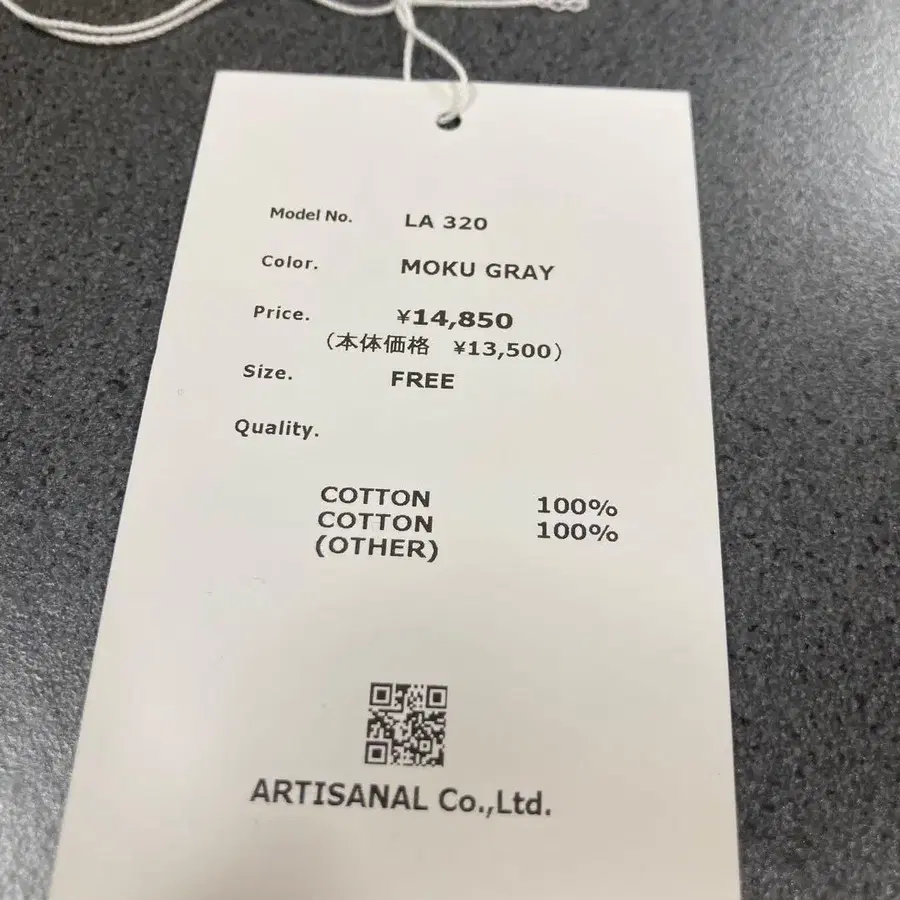 Model No. LA 320
Color. MOKU GRAY
Price. ¥14,850
（本体価格 ¥13,500）
Size. FREE
Quality.
COTTON 100%
COTTON 100%
(OTHER)
ARTISANAL Co.,Ltd.